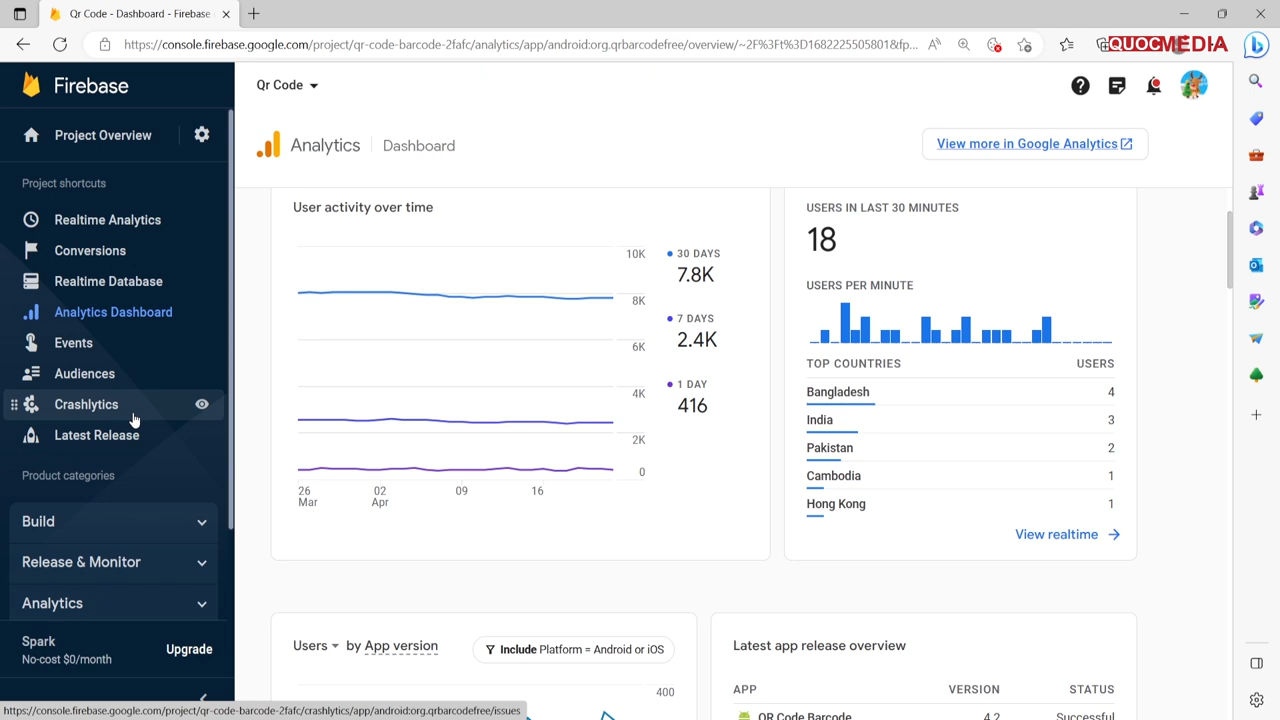 Qr Code - Dashboard - Firebase
https://console.firebase.google.com/project/qr-code-barcode-2fafc/analytics/app/android:org.qrbarcodefree/overview/~2F%3Ft%3D1682225505801&fp...
QUOCMEDIA
Firebase
Qr Code
Project Overview
Analytics
Dashboard
View more in Google Analytics
Project shortcuts
Realtime Analytics
Conversions
Realtime Database
Analytics Dashboard
Events
Audiences
Crashlytics
Latest Release
Product categories
Build
Release & Monitor
Analytics
Spark
No-cost $0/month
Upgrade
User activity over time
10K
8K
6K
4K
2K
0
26
Mar
02
Apr
09
16
30 DAYS
7.8K
7 DAYS
2.4K
1 DAY
416
USERS IN LAST 30 MINUTES
18
USERS PER MINUTE
TOP COUNTRIES USERS
Bangladesh 4
India 3
Pakistan 2
Cambodia 1
Hong Kong 1
View realtime
Users by App version
Include Platform = Android or iOS
400
Latest app release overview
APP VERSION STATUS
QR Code Barcode 4.2 Successful
https://console.firebase.google.com/project/qr-code-barcode-2fafc/crashlytics/app/android:org.qrbarcodefree/issues